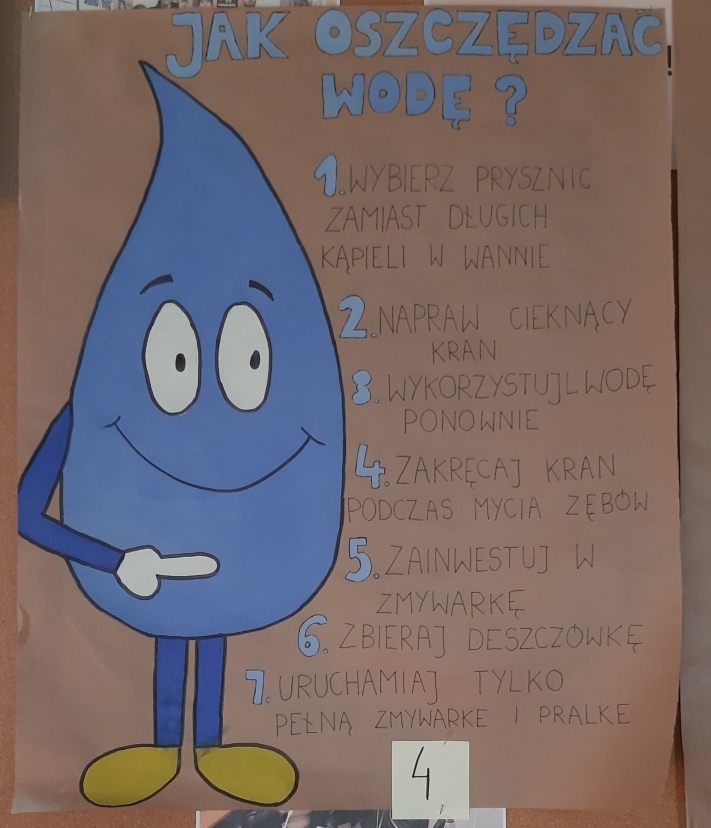 JAK OSZCZĘDZAĆ
WODĘ ?
1. WYBIERZ PRYSZNIC
ZAMIAST DŁUGICH
KĄPIELI W WANNIE
2. NAPRAW CIEKNĄCY
KRAN
3. WYKORZYSTUJ WODĘ
PONOWNIE
4. ZAKRĘCAJ KRAN
PODCZAS MYCIA ZĘBÓW
5. ZAINWESTUJ W
ZMYWARKĘ
6. ZBIERAJ DESZCZÓWKĘ
7. URUCHAMIAJ TYLKO
PEŁNĄ ZMYWARKE I PRALKE
4